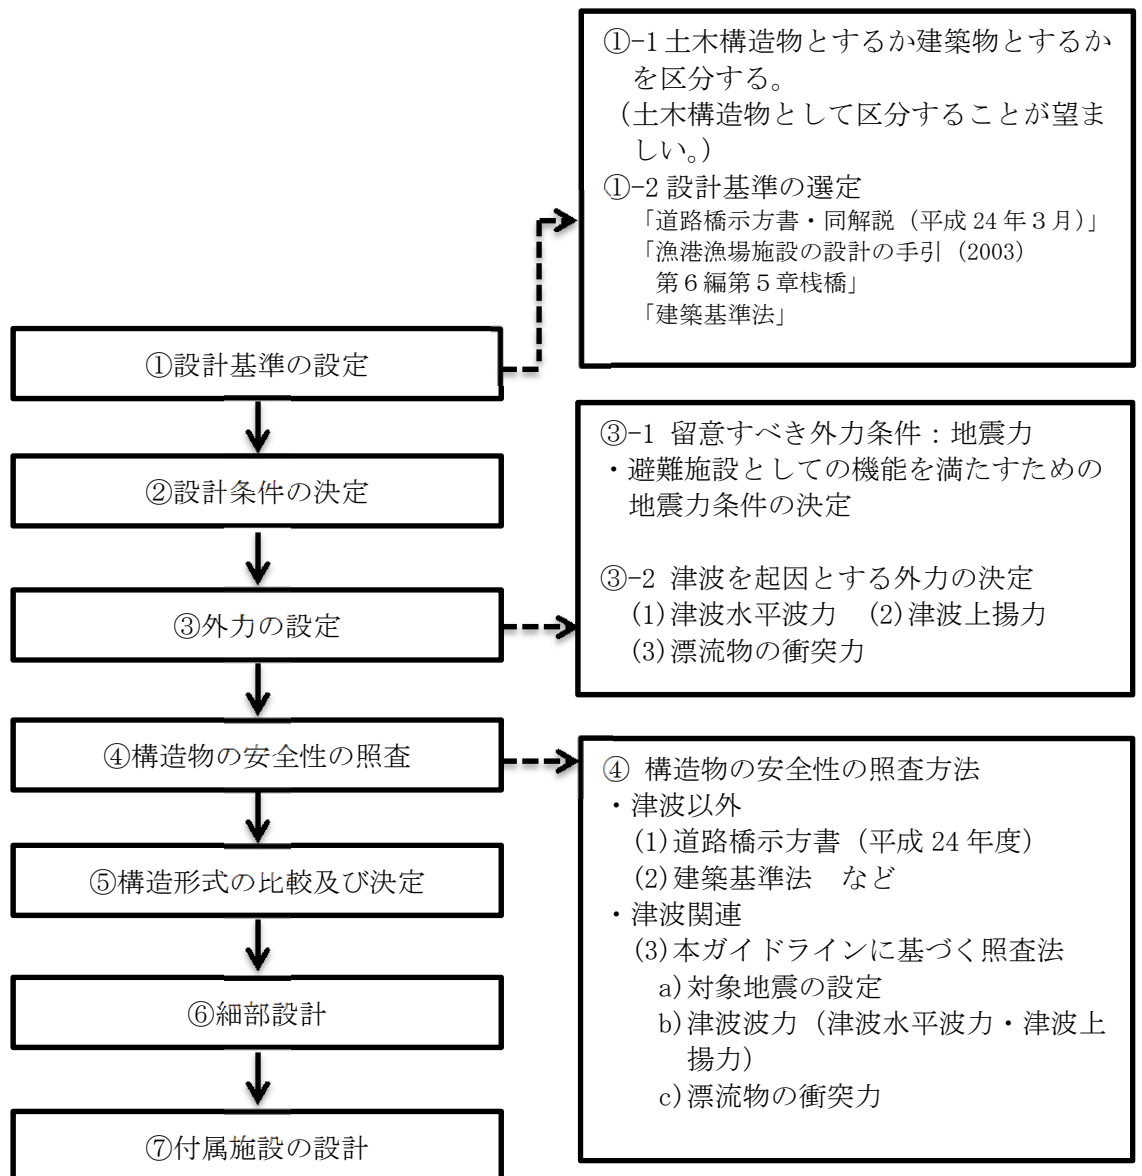 ①-1 土木構造物とするか建築物とするか
を区分する。
(土木構造物として区分することが望ま
しい。)
①-2 設計基準の選定
「道路橋示方書・同解説（平成 24 年３月）」
「漁港漁場施設の設計の手引（2003）
第６編第５章桟橋」
「建築基準法」
①設計基準の設定
②設計条件の決定
③-1 留意すべき外力条件：地震力
・避難施設としての機能を満たすための
地震力条件の決定
③-2 津波を起因とする外力の決定
(1)津波水平波力　(2)津波上揚力
(3)漂流物の衝突力
③外力の設定
④構造物の安全性の照査
④ 構造物の安全性の照査方法
・津波以外
(1)道路橋示方書（平成 24 年度）
(2)建築基準法　など
・津波関連
(3)本ガイドラインに基づく照査法
a)対象地震の設定
b)津波波力（津波水平波力・津波上
揚力）
c)漂流物の衝突力
⑤構造形式の比較及び決定
⑥細部設計
⑦付属施設の設計